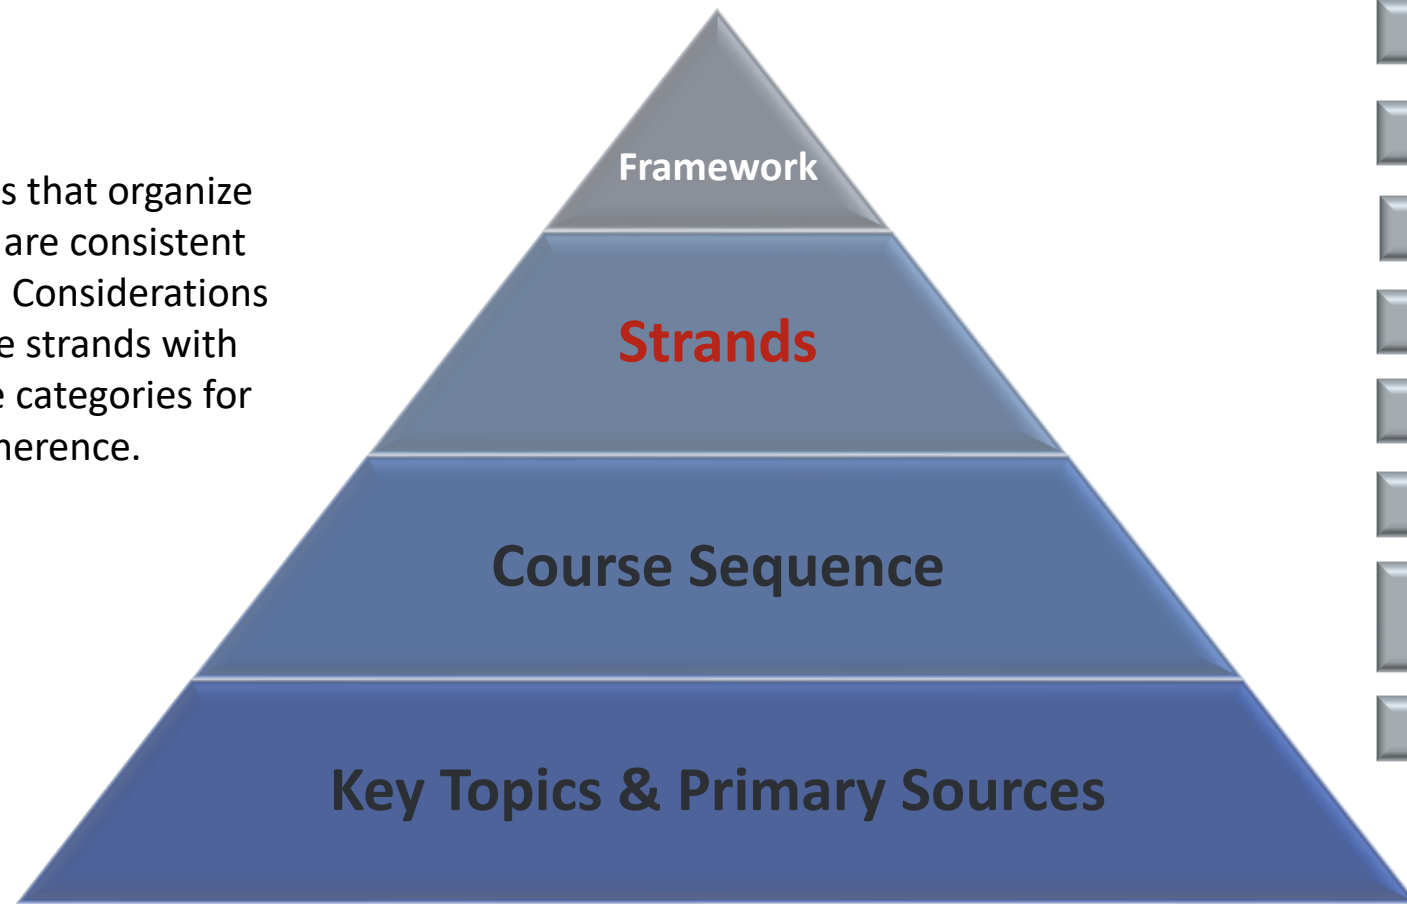 s that organize
are consistent
Considerations
e strands with
e categories for
herence.
Framework
Strands
Course Sequence
Key Topics & Primary Sources